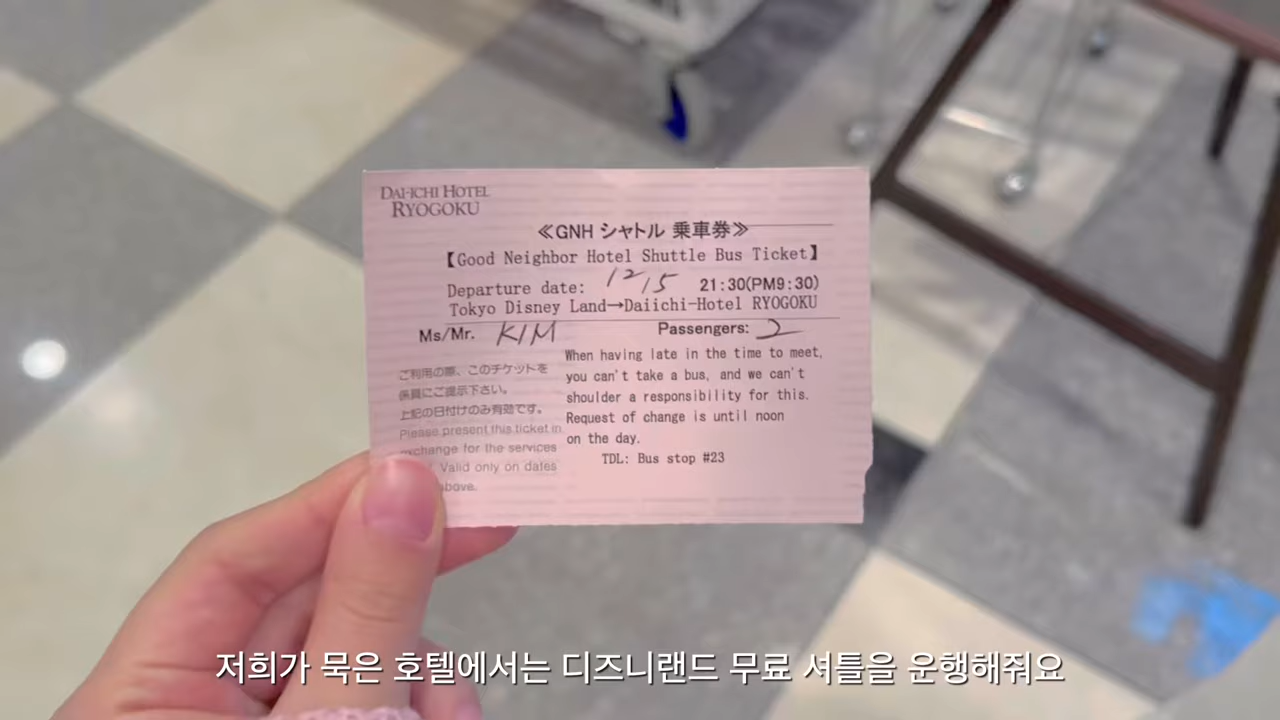 DAI-ICHI HOTEL
RYOGOKU
≪GNH シャトル 乗車券≫
【Good Neighbor Hotel Shuttle Bus Ticket】
Departure date: 12/5 21:30(PM9:30)
Tokyo Disney Land→Daiichi-Hotel RYOGOKU
Ms/Mr. KIM Passengers: 2
ご利用の際、このチケットを
係員にご提示下さい。
上記の日付けのみ有効です。
Please present this ticket in
exchange for the services
Valid only on dates
above.
When having late in the time to meet,
you can't take a bus, and we can't
shoulder a responsibility for this.
Request of change is until noon
on the day.
TDL: Bus stop #23
저희가 묵은 호텔에서는 디즈니랜드 무료 셔틀을 운행해줘요